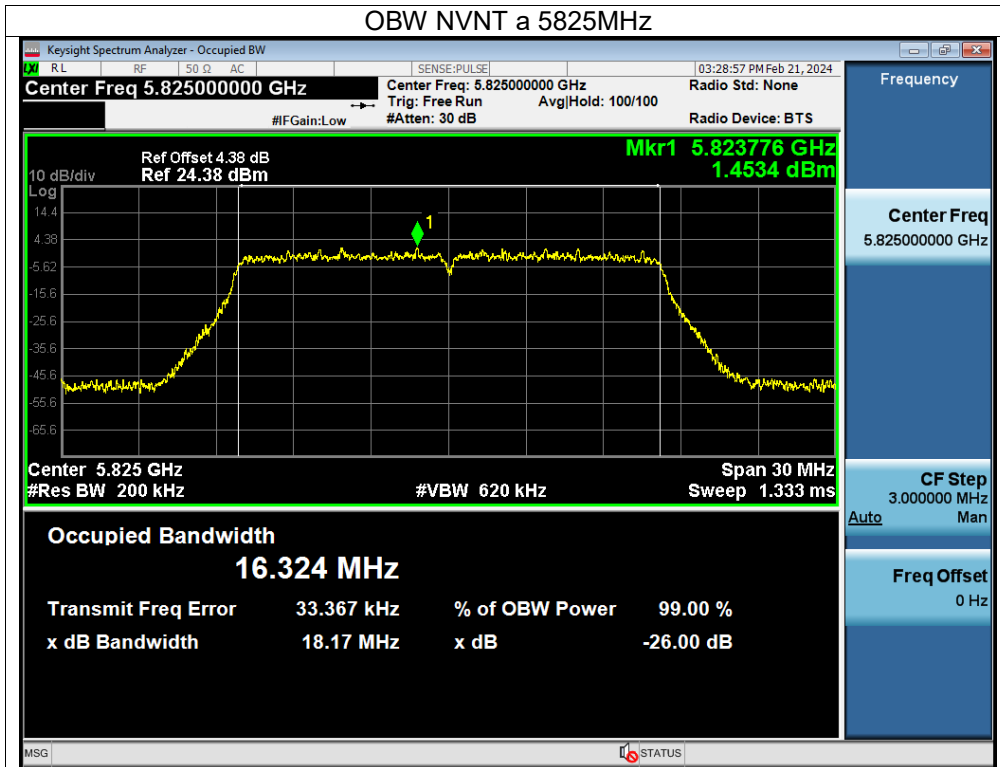 OBW NVNT a 5825MHz
Keysight Spectrum Analyzer - Occupied BW
LXI RL RF 50 Ω AC SENSE:PULSE 03:28:57 PM Feb 21, 2024
Center Freq 5.825000000 GHz Center Freq: 5.825000000 GHz Radio Std: None
Trig: Free Run Avg|Hold: 100/100
#IFGain:Low #Atten: 30 dB Radio Device: BTS
Frequency
Mkr1 5.823776 GHz
1.4534 dBm
Ref Offset 4.38 dB
10 dB/div Ref 24.38 dBm
Log
14.4
1
4.38
-5.62
-15.6
-25.6
-35.6
-45.6
-55.6
-65.6
Center 5.825 GHz Span 30 MHz
#Res BW 200 kHz #VBW 620 kHz Sweep 1.333 ms
Center Freq
5.825000000 GHz
CF Step
3.000000 MHz
Auto Man
Freq Offset
0 Hz
Occupied Bandwidth
16.324 MHz
Transmit Freq Error 33.367 kHz % of OBW Power 99.00 %
x dB Bandwidth 18.17 MHz x dB -26.00 dB
MSG STATUS